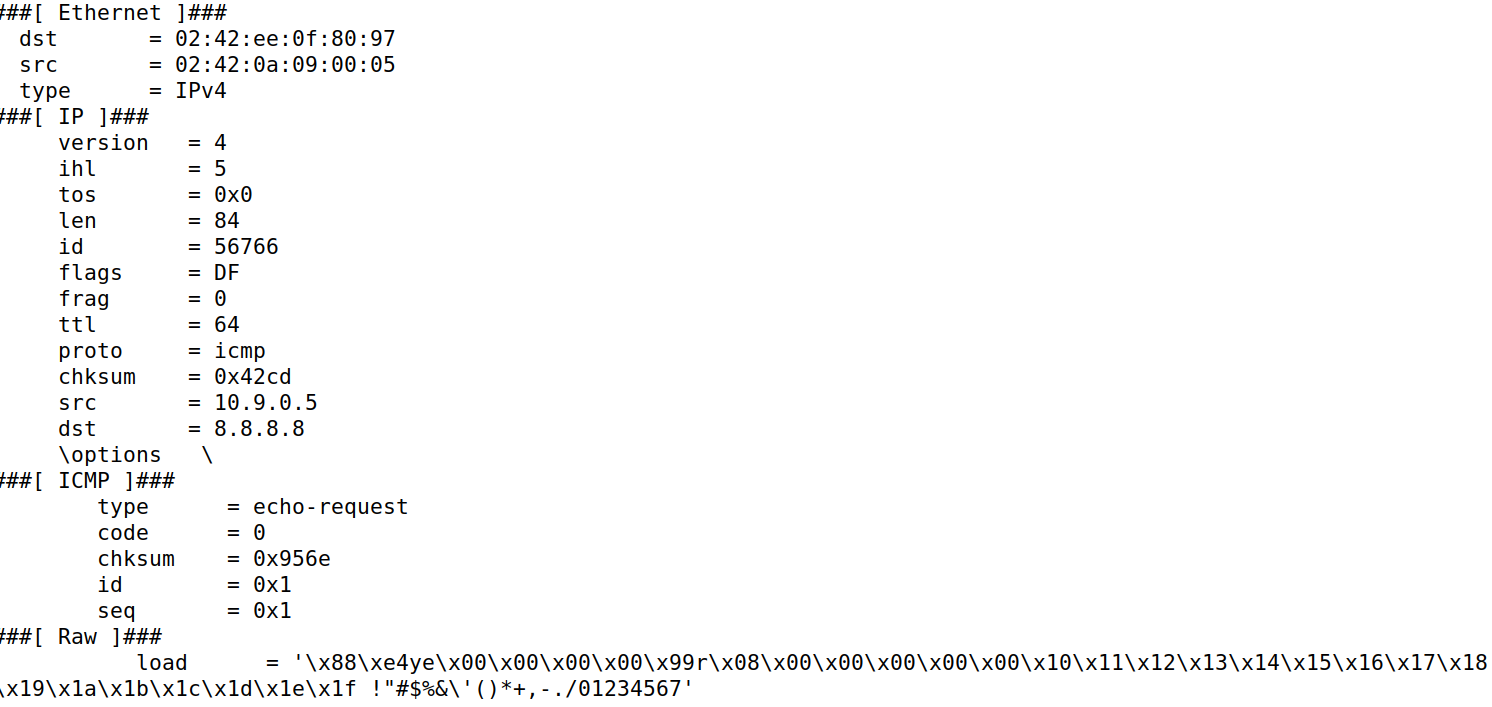 ###[ Ethernet ]###
  dst       = 02:42:ee:0f:80:97
  src       = 02:42:0a:09:00:05
  type      = IPv4
###[ IP ]###
     version   = 4
     ihl       = 5
     tos       = 0x0
     len       = 84
     id        = 56766
     flags     = DF
     frag      = 0
     ttl       = 64
     proto     = icmp
     chksum    = 0x42cd
     src       = 10.9.0.5
     dst       = 8.8.8.8
     \options   \
###[ ICMP ]###
        type      = echo-request
        code      = 0
        chksum    = 0x956e
        id        = 0x1
        seq       = 0x1
###[ Raw ]###
           load      = '\x88\xe4ye\x00\x00\x00\x00\x99r\x08\x00\x00\x00\x00\x00\x10\x11\x12\x13\x14\x15\x16\x17\x18
\x19\x1a\x1b\x1c\x1d\x1e\x1f !"#$%&\'()*+,-./01234567'